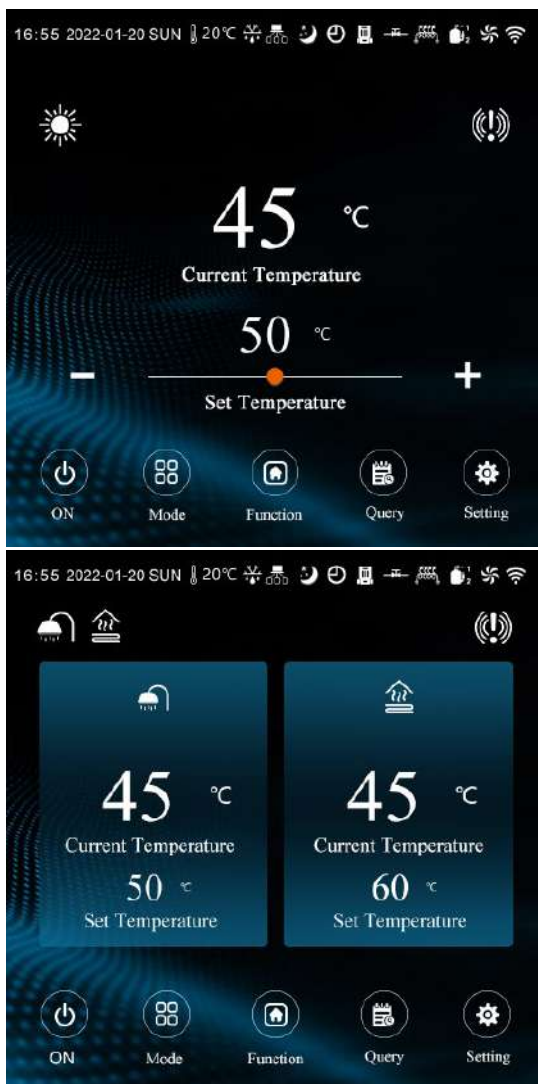 16:55 2022-01-20 SUN 20℃
45 ℃
Current Temperature
50 ℃
Set Temperature
ON Mode Function Query Setting
16:55 2022-01-20 SUN 20℃
45 ℃ 45 ℃
Current Temperature Current Temperature
50 ℃ 60 ℃
Set Temperature Set Temperature
ON Mode Function Query Setting